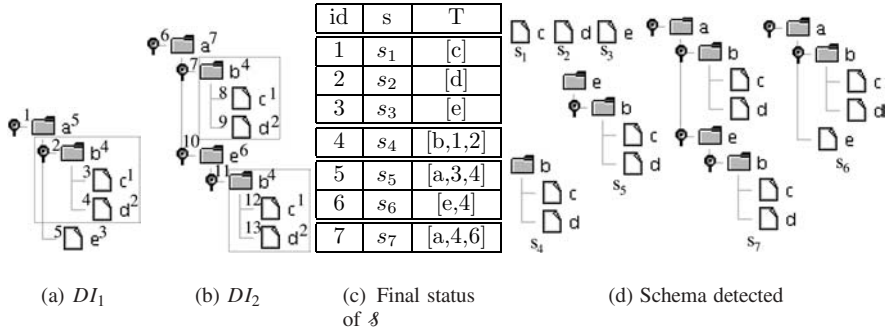 1 a5
2 b4
3 c1
4 d2
5 e3
(a) DI1
6 a7
7 b4
8 c1
9 d2
10 e6
11 b4
12 c1
13 d2
(b) DI2
id s T
1 s1 [c]
2 s2 [d]
3 s3 [e]
4 s4 [b,1,2]
5 s5 [a,3,4]
6 s6 [e,4]
7 s7 [a,4,6]
(c) Final status
of 𝒮
c d e
s1 s2 s3
b
c
d
s4
e
b
c
d
s5
a
b
c
d
e
b
c
d
s7
a
b
c
d
e
s6
(d) Schema detected